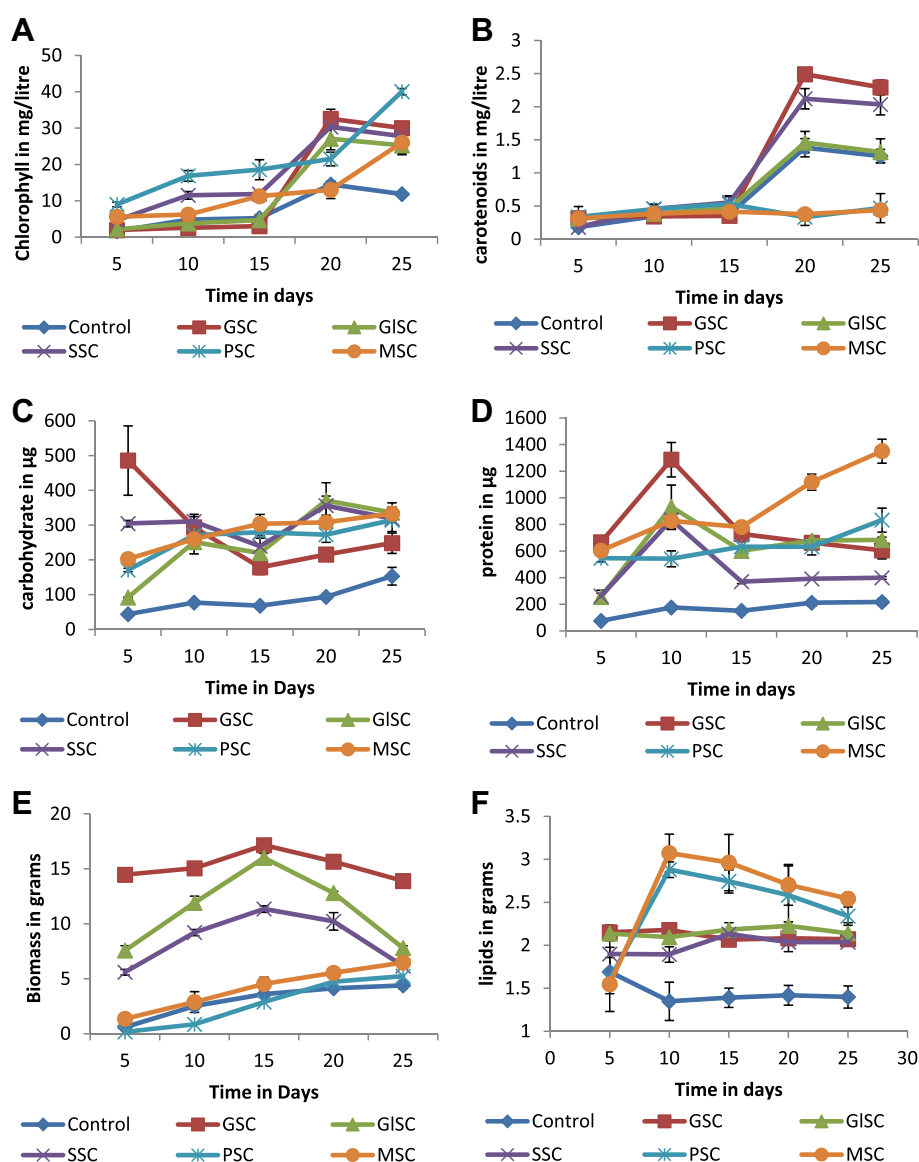 A
Chlorophyll in mg/litre
50
40
30
20
10
0
5 10 15 20 25
Time in days
Control GSC GlSC
SSC PSC MSC
B
carotenoids in mg/litre
3
2.5
2
1.5
1
0.5
0
5 10 15 20 25
Time in days
Control GSC GlSC
SSC PSC MSC
C
carbohydrate in µg
600
500
400
300
200
100
0
5 10 15 20 25
Time in Days
Control GSC GlSC
SSC PSC MSC
D
protein in µg
1600
1400
1200
1000
800
600
400
200
0
5 10 15 20 25
Time in days
Control GSC GlSC
SSC PSC MSC
E
Biomass in grams
20
15
10
5
0
5 10 15 20 25
Time in Days
Control GSC GlSC
SSC PSC MSC
F
lipids in grams
3.5
3
2.5
2
1.5
1
0 5 10 15 20 25 30
Time in days
Control GSC GlSC
SSC PSC MSC